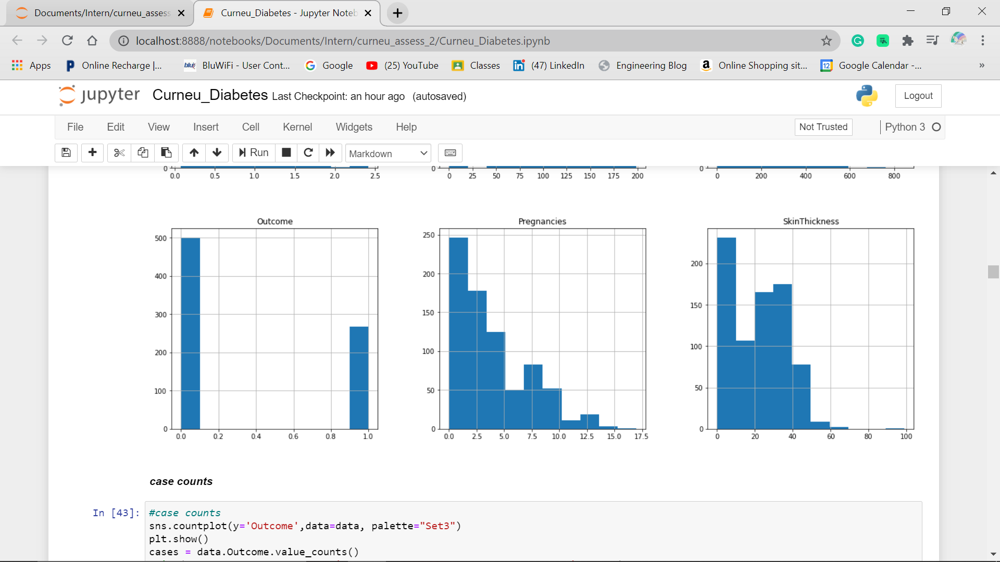 Documents/Intern/curneu_assess
Curneu_Diabetes - Jupyter Noteb
localhost:8888/notebooks/Documents/Intern/curneu_assess_2/Curneu_Diabetes.ipynb
Apps
Online Recharge |...
BluWiFi - User Cont...
Google
(25) YouTube
Classes
(47) LinkedIn
Engineering Blog
Online Shopping sit...
Google Calendar -...
jupyter Curneu_Diabetes Last Checkpoint: an hour ago (autosaved)
Logout
File Edit View Insert Cell Kernel Widgets Help
Not Trusted
Python 3
Run
Markdown
0 0 0
0.0 0.5 1.0 1.5 2.0 2.5
0 25 50 75 100 125 150 175 200
0 200 400 600 800
Outcome
500
400
300
200
100
0
0.0 0.2 0.4 0.6 0.8 1.0
Pregnancies
250
200
150
100
50
0
0.0 2.5 5.0 7.5 10.0 12.5 15.0 17.5
SkinThickness
200
150
100
50
0
0 20 40 60 80 100
case counts
In [43]:
#case counts
sns.countplot(y='Outcome',data=data, palette="Set3")
plt.show()
cases = data.Outcome.value_counts()